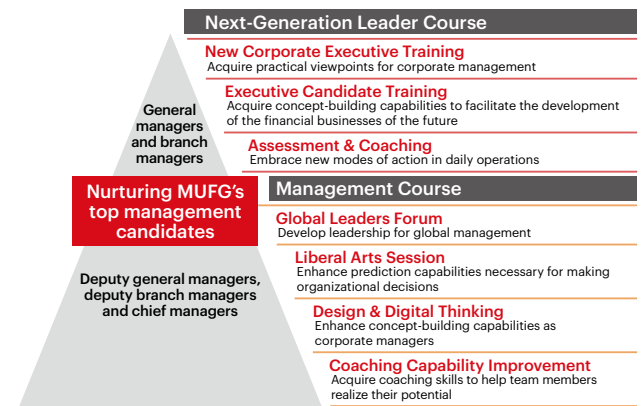 Next-Generation Leader Course
New Corporate Executive Training
Acquire practical viewpoints for corporate management
Executive Candidate Training
Acquire concept-building capabilities to facilitate the development
of the financial businesses of the future
Assessment & Coaching
Embrace new modes of action in daily operations
General
managers
and branch
managers
Nurturing MUFG's
top management
candidates
Management Course
Global Leaders Forum
Develop leadership for global management
Liberal Arts Session
Enhance prediction capabilities necessary for making
organizational decisions
Design & Digital Thinking
Enhance concept-building capabilities as
corporate managers
Coaching Capability Improvement
Acquire coaching skills to help team members
realize their potential
Deputy general managers,
deputy branch managers
and chief managers